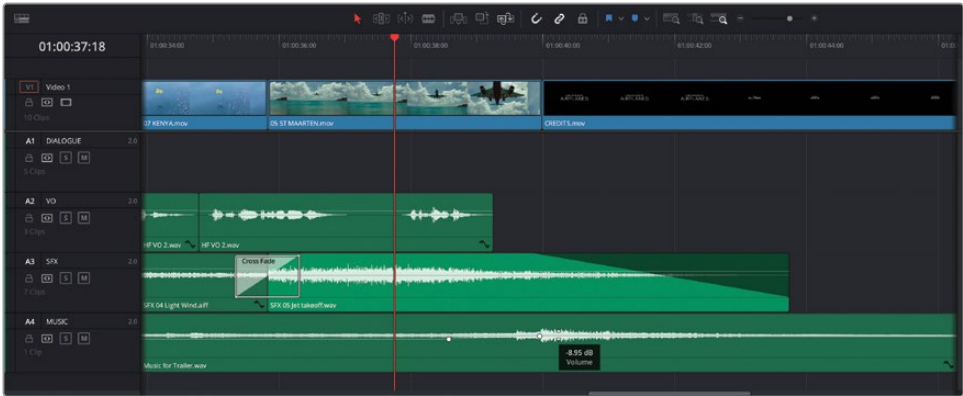 01:00:37:18
01:00:34:00
01:00:36:00
01:00:38:00
01:00:40:00
01:00:42:00
01:00:44:00
V1 Video 1
10 Clips
07 KENYA.mov
05 ST MAARTEN.mov
CREDITS.mov
A1 DIALOGUE 2.0
S M
5 Clips
A2 VO 2.0
S M
3 Clips
HF VO 2.wav
HF VO 2.wav
A3 SFX 2.0
S M
7 Clips
Cross Fade
SFX 04 Light Wind.aiff
SFX 05 Jet takeoff.wav
A4 MUSIC 2.0
S M
1 Clip
Music for Trailer.wav
-8.95 dB
Volume